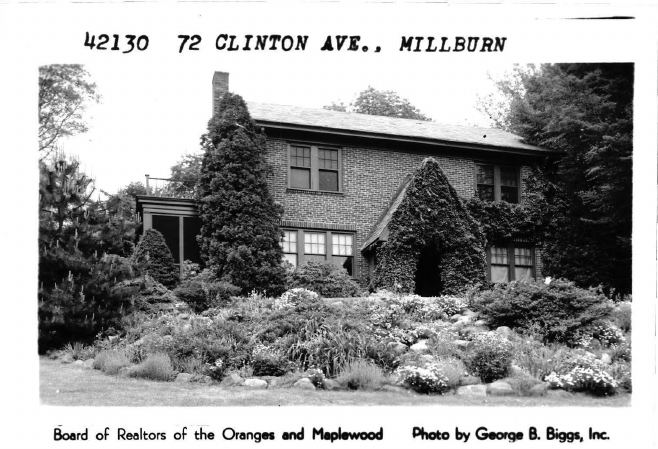 42130 72 CLINTON AVE., MILLBURN
Board of Realtors of the Oranges and Maplewood Photo by George B. Biggs, Inc.